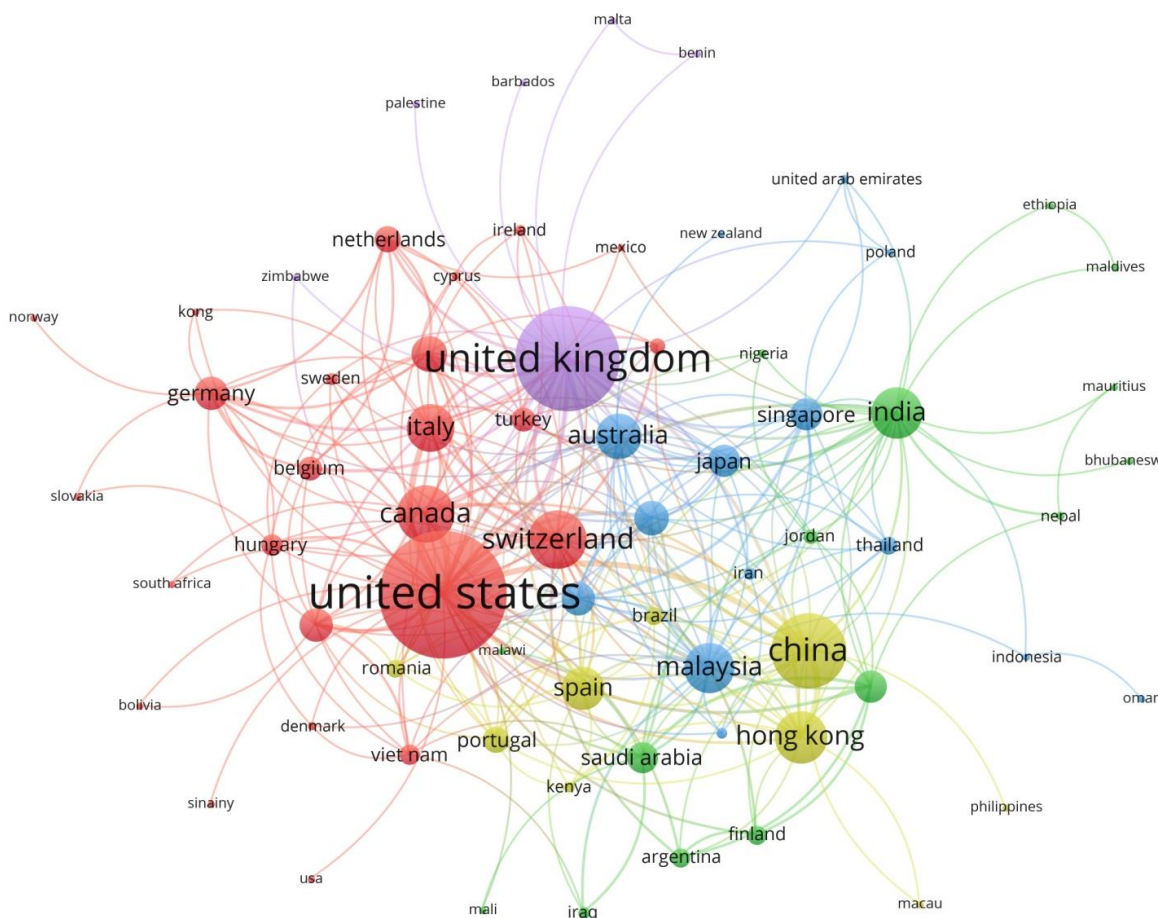 malta
benin
barbados
palestine
united arab emirates
ethiopia
ireland
new zealand
netherlands
mexico
poland
maldives
zimbabwe
cyprus
kong
norway
united kingdom
nigeria
sweden
mauritius
germany
singapore
india
turkey
italy
australia
japan
bhubanesw
belgium
slovakia
canada
nepal
switzerland
jordan
thailand
hungary
iran
south africa
united states
brazil
malawi
china
indonesia
romania
malaysia
spain
oman
bolivia
denmark
portugal
hong kong
viet nam
saudi arabia
kenya
sinainy
philippines
finland
argentina
usa
macau
mali
iraq